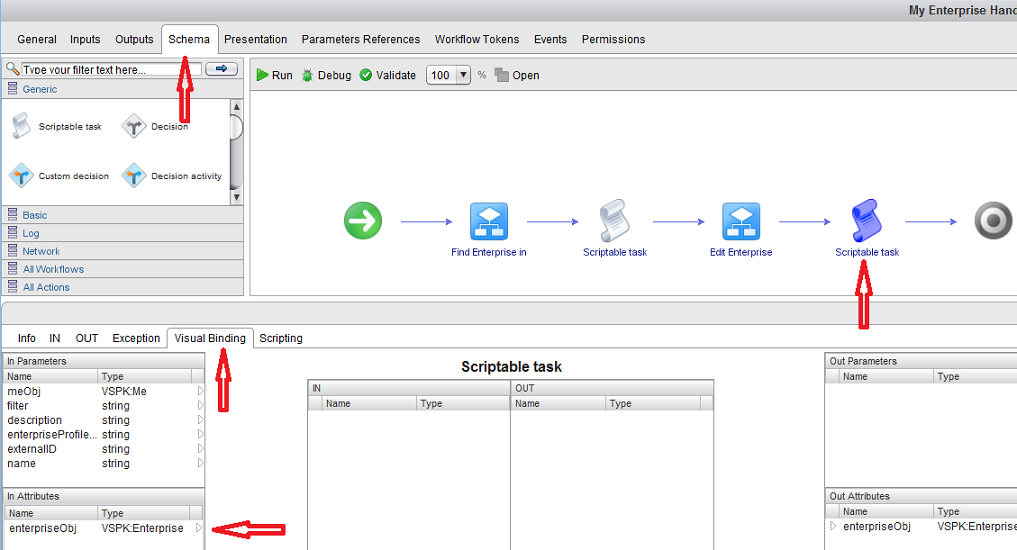 My Enterprise Hand
General Inputs Outputs Schema Presentation Parameters References Workflow Tokens Events Permissions
Type your filter text here...
Run Debug Validate 100 % Open
Generic
Scriptable task Decision
Custom decision Decision activity
Basic
Log
Network
All Workflows
All Actions
Find Enterprise in Scriptable task Edit Enterprise Scriptable task
Info IN OUT Exception Visual Binding Scripting
In Parameters
Name Type
meObj VSPK:Me
filter string
description string
enterpriseProfile... string
externalID string
name string
In Attributes
Name Type
enterpriseObj VSPK:Enterprise
Scriptable task
IN OUT
Name Type Name Type
Out Parameters
Name Type
Out Attributes
Name Type
enterpriseObj VSPK:Enterpris